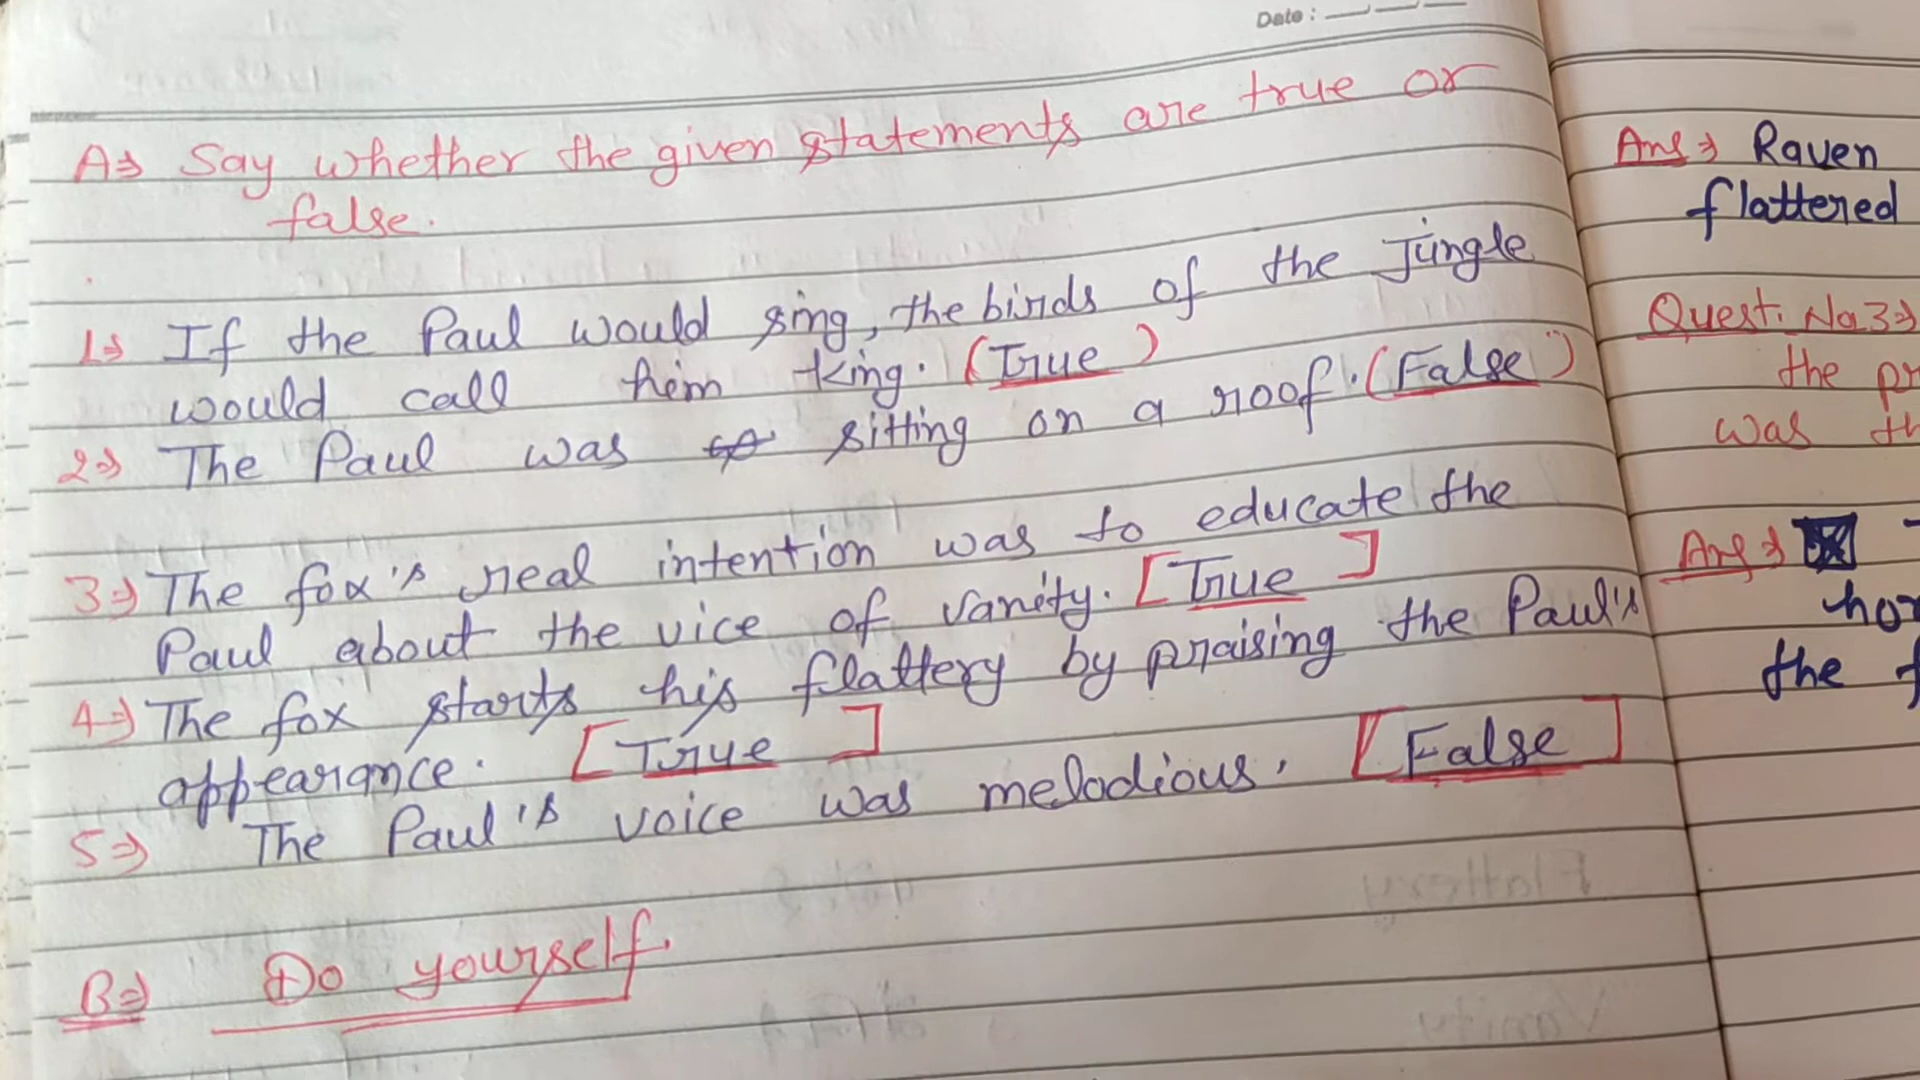 Date :
A⇒ Say whether the given statements are true or
false.
1⇒ If the Paul would sing, the birds of the Jungle
would call him king. (True)
2⇒ The Paul was sitting on a roof. (False)
3⇒ The fox's real intention was to educate the
Paul about the vice of vanity. [True]
4⇒ The fox starts his flattery by praising the Paul's
appearance. [True]
5⇒ The Paul's voice was melodious. [False]
B⇒ Do yourself.
Ans⇒ Raven
flattered
Quest. No 3⇒
the pr
was th
Ans⇒
hor
the f